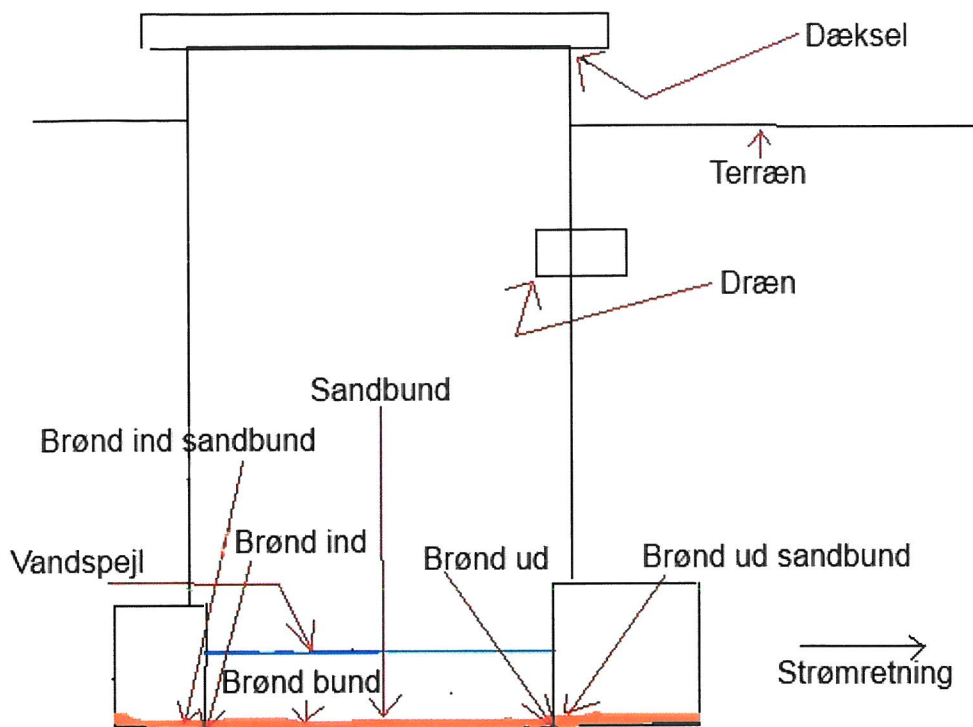 Dæksel
Terræn
Dræn
Sandbund
Brønd ind sandbund
Brønd ind
Vandspejl
Brønd ud
Brønd ud sandbund
Brønd bund
Strømretning